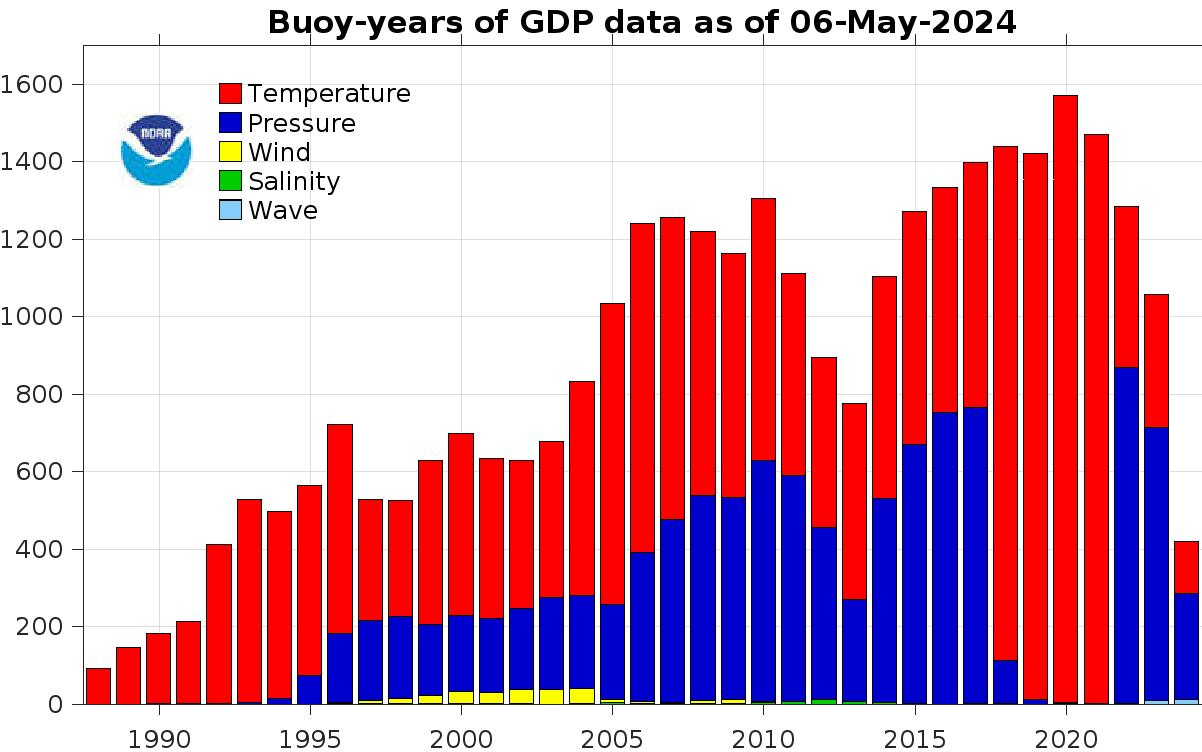 Buoy-years of GDP data as of 06-May-2024
1600
1400
1200
1000
800
600
400
200
0
NOAA
Temperature
Pressure
Wind
Salinity
Wave
1990 1995 2000 2005 2010 2015 2020